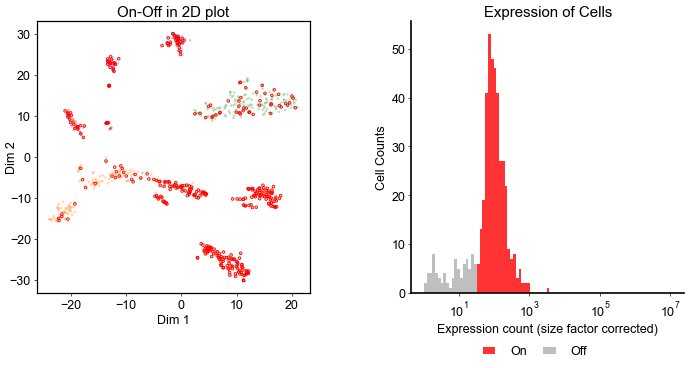 On-Off in 2D plot
Dim 2
30
20
10
0
−10
−20
−30
−20 −10 0 10 20
Dim 1
Expression of Cells
Cell Counts
50
40
30
20
10
0
10^1 10^3 10^5 10^7
Expression count (size factor corrected)
On Off